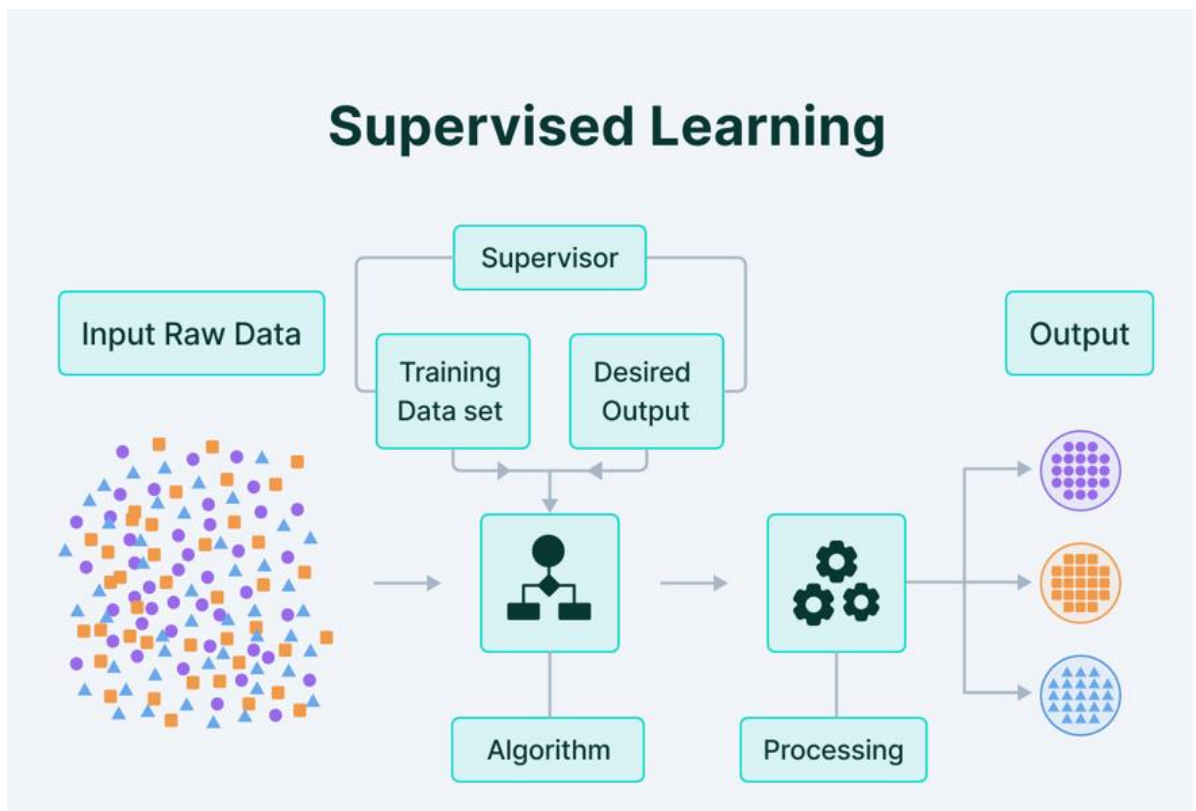 Supervised Learning
Supervisor
Input Raw Data
Training
Data set
Desired
Output
Output
Algorithm
Processing